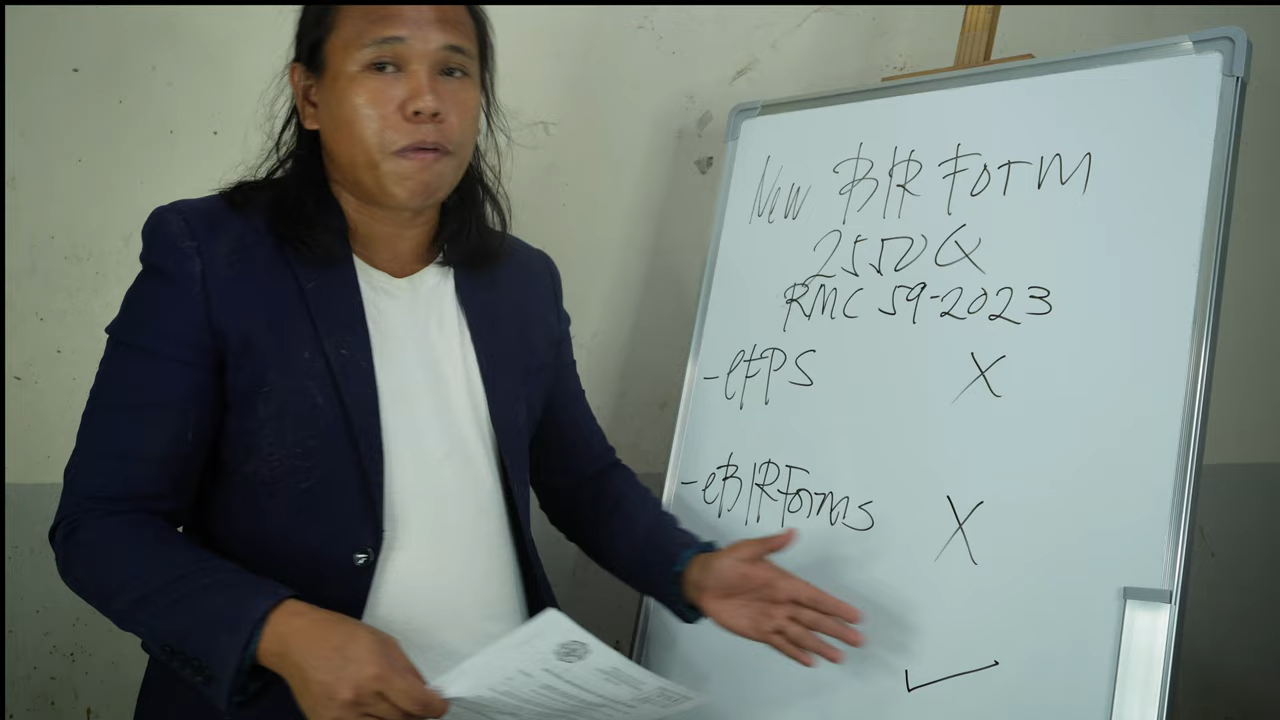 New BIR Form
2550Q
RMC 59-2023
-eFPS X
-eBIRForms X
✓